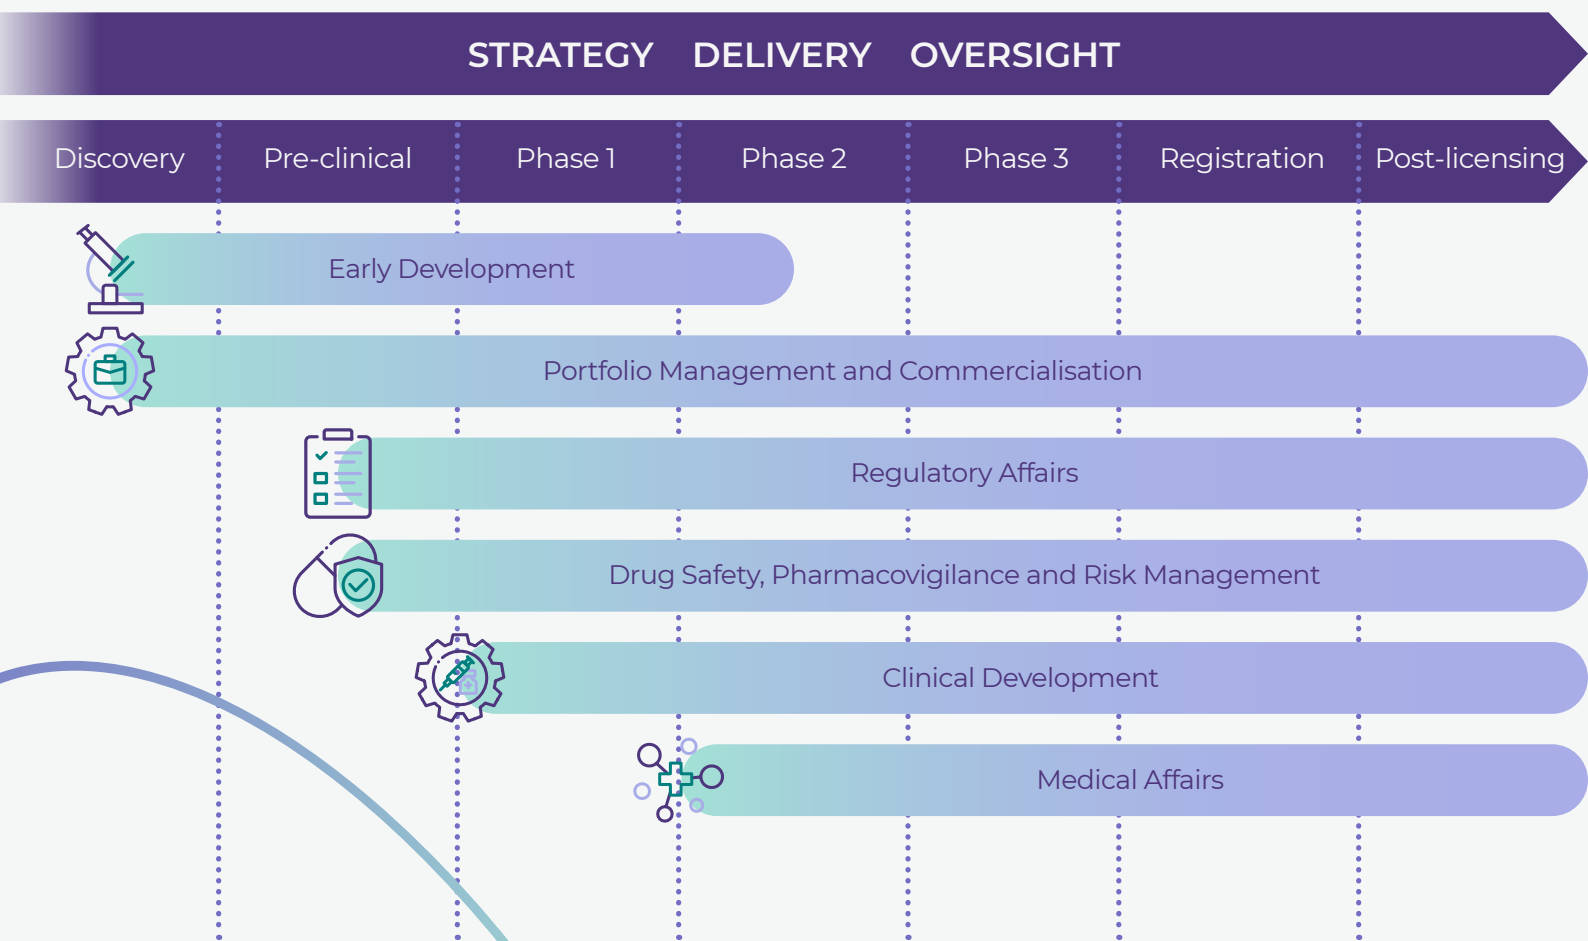 STRATEGY DELIVERY OVERSIGHT
Discovery Pre-clinical Phase 1 Phase 2 Phase 3 Registration Post-licensing
Early Development
Portfolio Management and Commercialisation
Regulatory Affairs
Drug Safety, Pharmacovigilance and Risk Management
Clinical Development
Medical Affairs